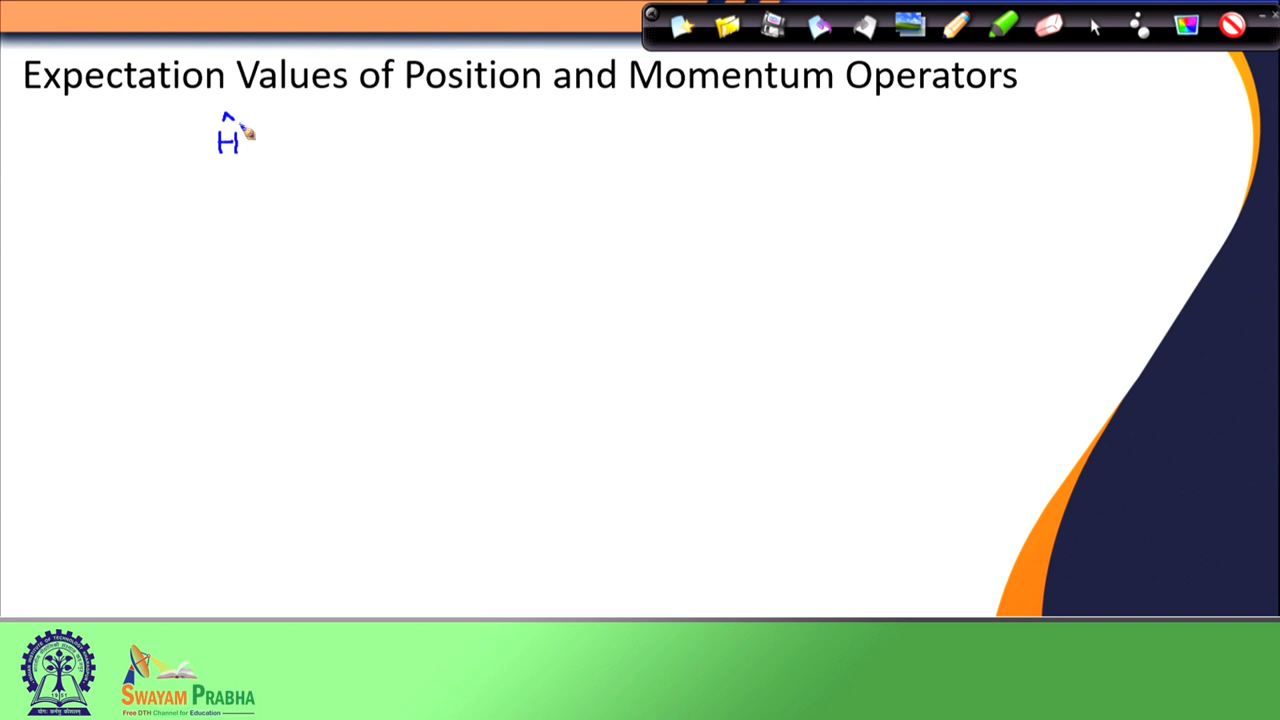 Expectation Values of Position and Momentum Operators
Ĥ
SWAYAM PRABHA
Free DTH Channel for Education